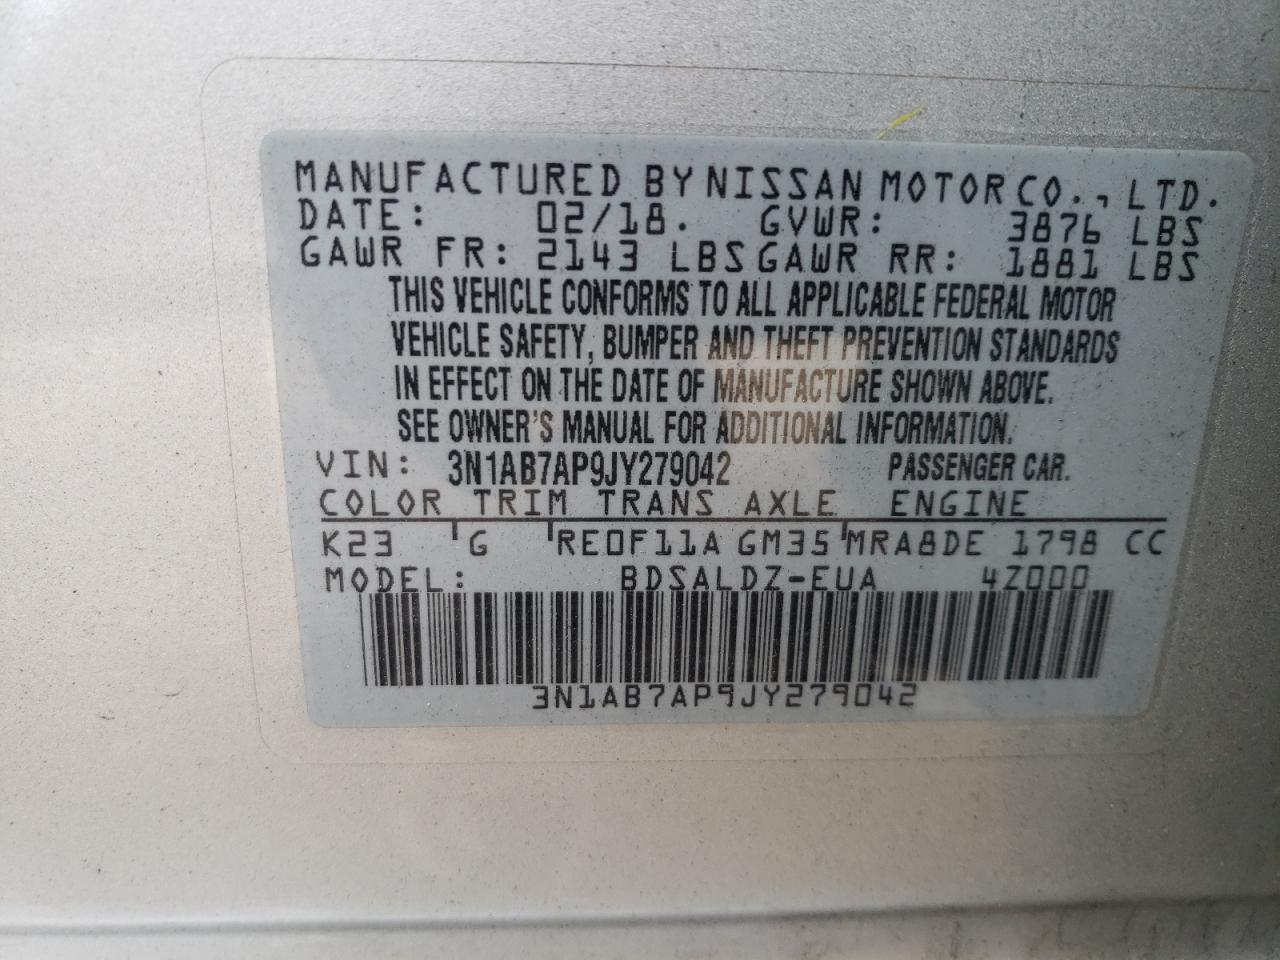 MANUFACTURED BY NISSAN MOTOR CO., LTD.
DATE: 02/18. GVWR: 3876 LBS
GAWR FR: 2143 LBS GAWR RR: 1881 LBS
THIS VEHICLE CONFORMS TO ALL APPLICABLE FEDERAL MOTOR
VEHICLE SAFETY, BUMPER AND THEFT PREVENTION STANDARDS
IN EFFECT ON THE DATE OF MANUFACTURE SHOWN ABOVE.
SEE OWNER'S MANUAL FOR ADDITIONAL INFORMATION.
VIN: 3N1AB7AP9JY279042 PASSENGER CAR.
COLOR TRIM TRANS AXLE ENGINE
K23 G RE0F11A GM35 MRA8DE 1798 CC
MODEL: BDSALDZ-EUA 4Z000
3N1AB7AP9JY279042